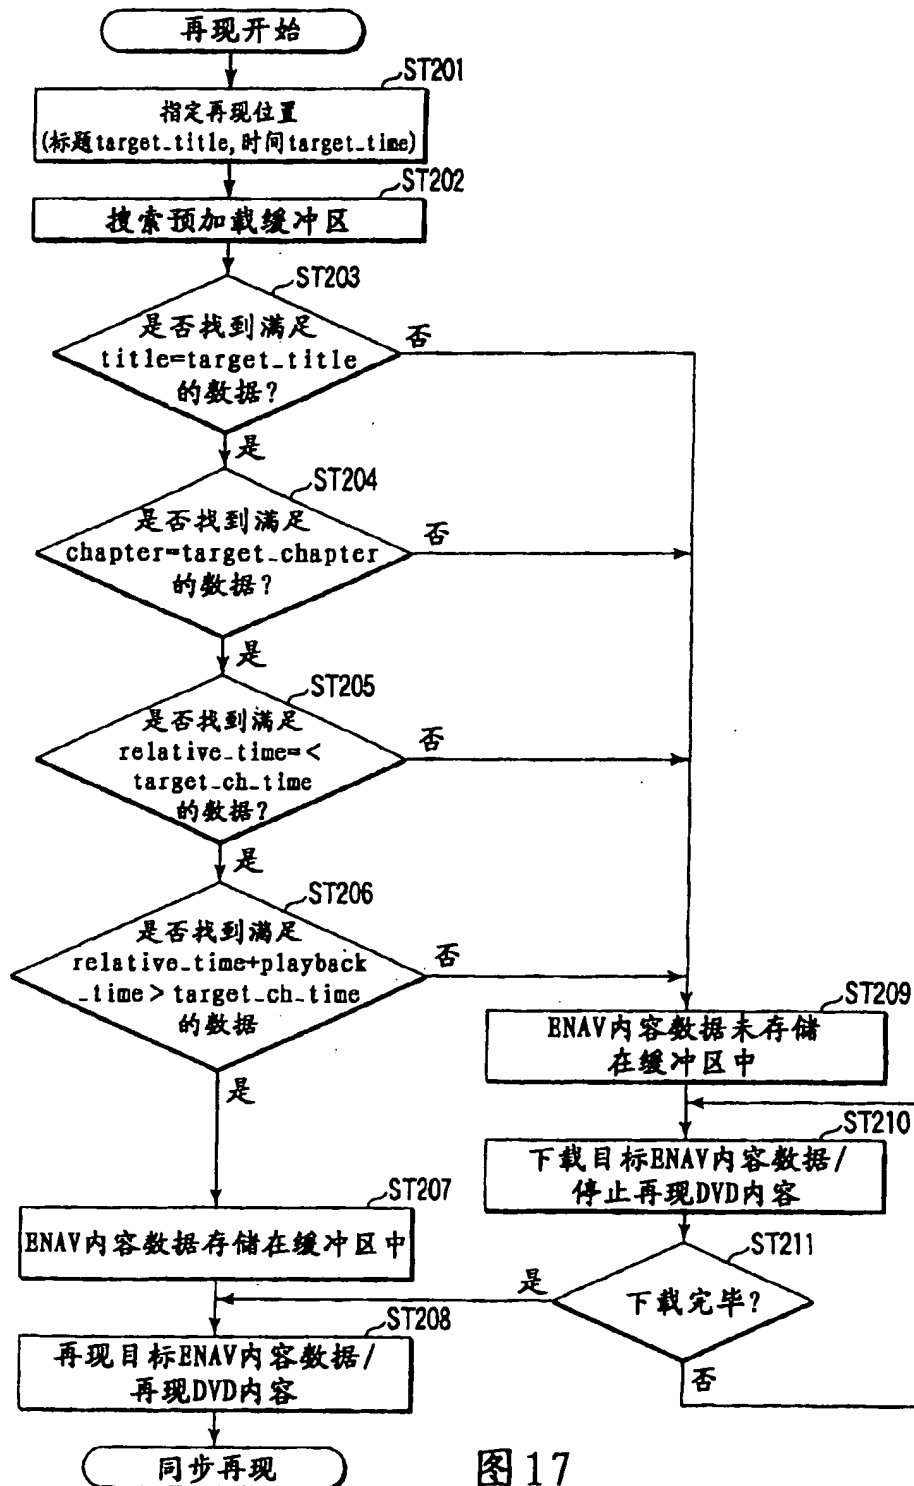 再现开始
ST201
指定再现位置
(标题target_title,时间target_time)
ST202
搜索预加载缓冲区
ST203
是否找到满足
title=target_title
的数据？
否
是
ST204
是否找到满足
chapter=target_chapter
的数据？
否
是
ST205
是否找到满足
relative_time=<
target_ch_time
的数据？
否
是
ST206
是否找到满足
relative_time+playback
_time>target_ch_time
的数据
否
是
ST209
ENAV内容数据未存储
在缓冲区中
ST210
下载目标ENAV内容数据/
停止再现DVD内容
ST207
ENAV内容数据存储在缓冲区中
ST211
下载完毕？
是
否
ST208
再现目标ENAV内容数据/
再现DVD内容
同步再现
图17